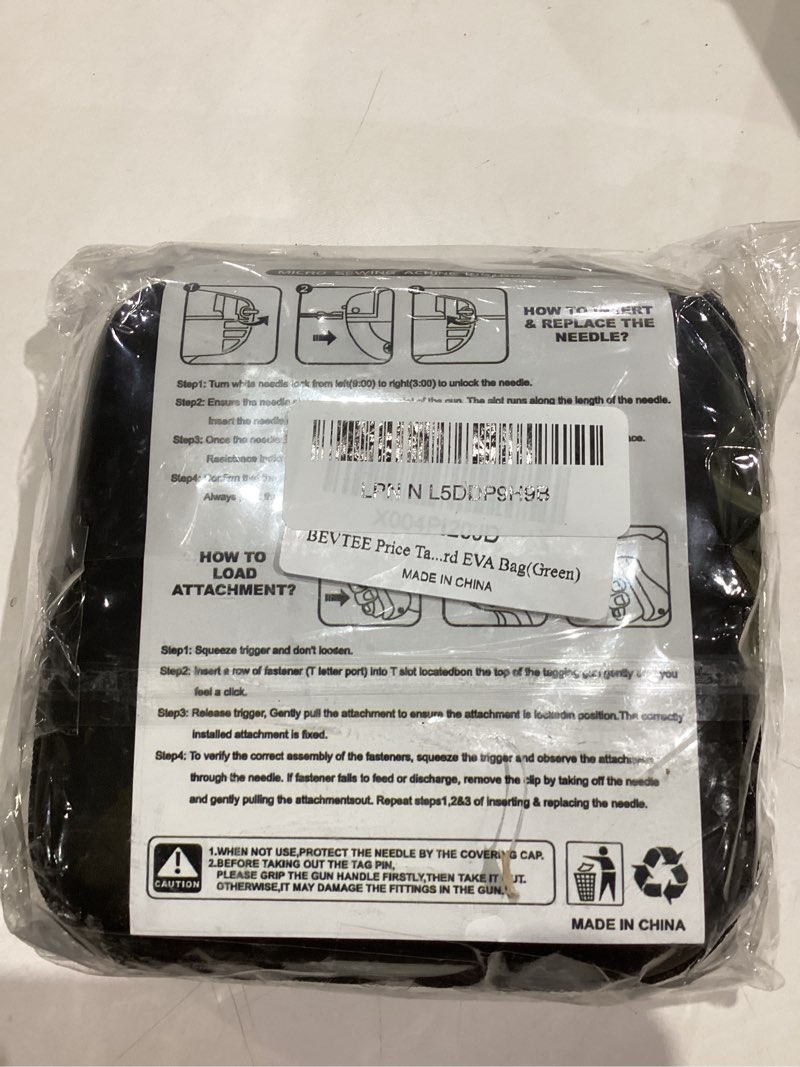 MICRO SEWING
HOW TO
& REPLACE THE
NEEDLE?
Step1: Turn white needle lock from left(9:00) to right(3:00) to unlock the needle.
Step2: Ensure the needle of the gun. The slot runs along the length of the needle.
Insert the needle
Step3: Once the needle
Step4:
Always
LPN N L5DDP9H9B
BEVTEE Price Ta...rd EVA Bag(Green)
MADE IN CHINA
HOW TO
LOAD
ATTACHMENT?
Step1: Squeeze trigger and don't loosen.
Step2: Insert a row of fastener (T letter port) into T slot locatedbon the top of the tagging gun gently you
feel a click.
Step3: Release trigger, Gently pull the attachment to ensure the attachment is lockedin position.The correctly
installed attachment is fixed.
Step4: To verify the correct assembly of the fasteners, squeeze the trigger and observe the
through the needle. If fastener fails to feed or discharge, remove the clip by taking off the needle
and gently pulling the attachmentsout. Repeat steps1,2&3 of inserting & replacing the needle.
CAUTION
1.WHEN NOT USE,PROTECT THE NEEDLE BY THE COVERING CAP.
2.BEFORE TAKING OUT THE TAG PIN,
PLEASE GRIP THE GUN HANDLE FIRSTLY,THEN TAKE IT OUT.
OTHERWISE,IT MAY DAMAGE THE FITTINGS IN THE GUN.
MADE IN CHINA